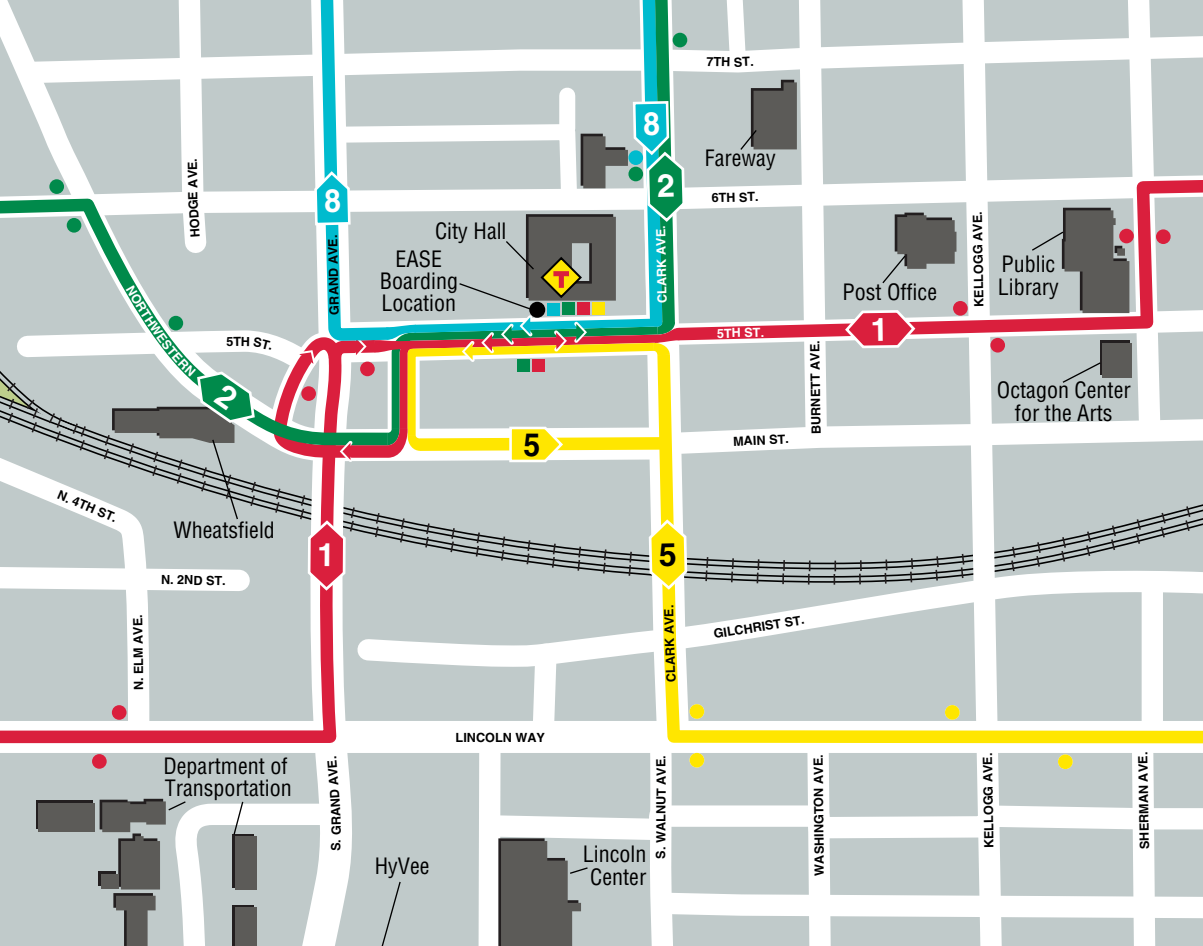 7TH ST.
8
Fareway
HODGE AVE.
8
2
6TH ST.
GRAND AVE.
City Hall
EASE
Boarding
Location
T
CLARK AVE.
Post Office
KELLOGG AVE.
Public
Library
NORTHWESTERN
5TH ST.
5TH ST.
1
BURNETT AVE.
Octagon Center
for the Arts
2
5
MAIN ST.
N. 4TH ST.
Wheatsfield
1
5
N. 2ND ST.
N. ELM AVE.
CLARK AVE.
GILCHRIST ST.
LINCOLN WAY
Department of
Transportation
S. GRAND AVE.
HyVee
Lincoln
Center
S. WALNUT AVE.
WASHINGTON AVE.
KELLOGG AVE.
SHERMAN AVE.